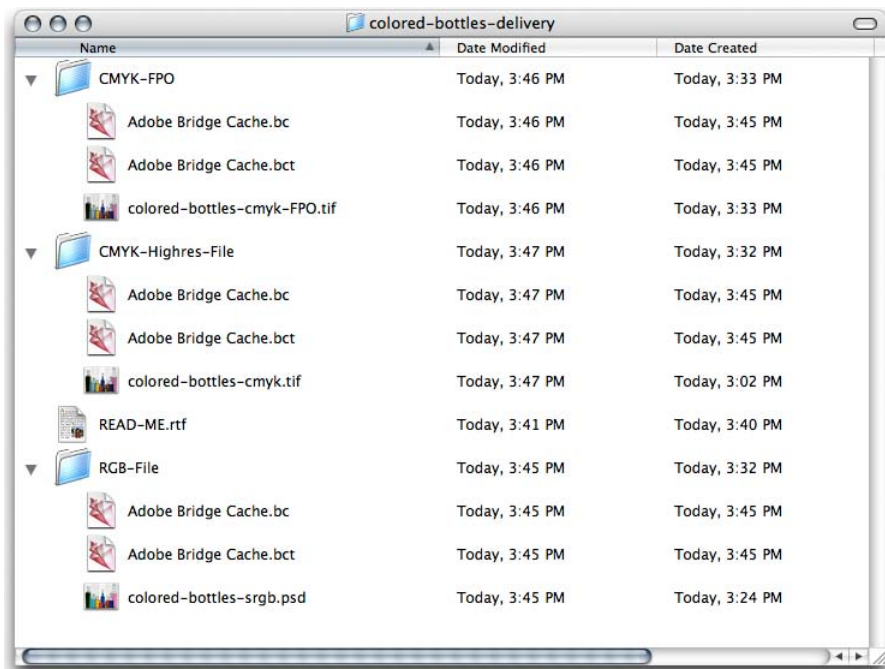 colored-bottles-delivery
Name Date Modified Date Created
CMYK-FPO Today, 3:46 PM Today, 3:33 PM
Adobe Bridge Cache.bc Today, 3:46 PM Today, 3:45 PM
Adobe Bridge Cache.bct Today, 3:46 PM Today, 3:45 PM
colored-bottles-cmyk-FPO.tif Today, 3:46 PM Today, 3:33 PM
CMYK-Highres-File Today, 3:47 PM Today, 3:32 PM
Adobe Bridge Cache.bc Today, 3:47 PM Today, 3:45 PM
Adobe Bridge Cache.bct Today, 3:47 PM Today, 3:45 PM
colored-bottles-cmyk.tif Today, 3:47 PM Today, 3:02 PM
READ-ME.rtf Today, 3:41 PM Today, 3:40 PM
RGB-File Today, 3:45 PM Today, 3:32 PM
Adobe Bridge Cache.bc Today, 3:45 PM Today, 3:45 PM
Adobe Bridge Cache.bct Today, 3:45 PM Today, 3:45 PM
colored-bottles-srgb.psd Today, 3:45 PM Today, 3:24 PM